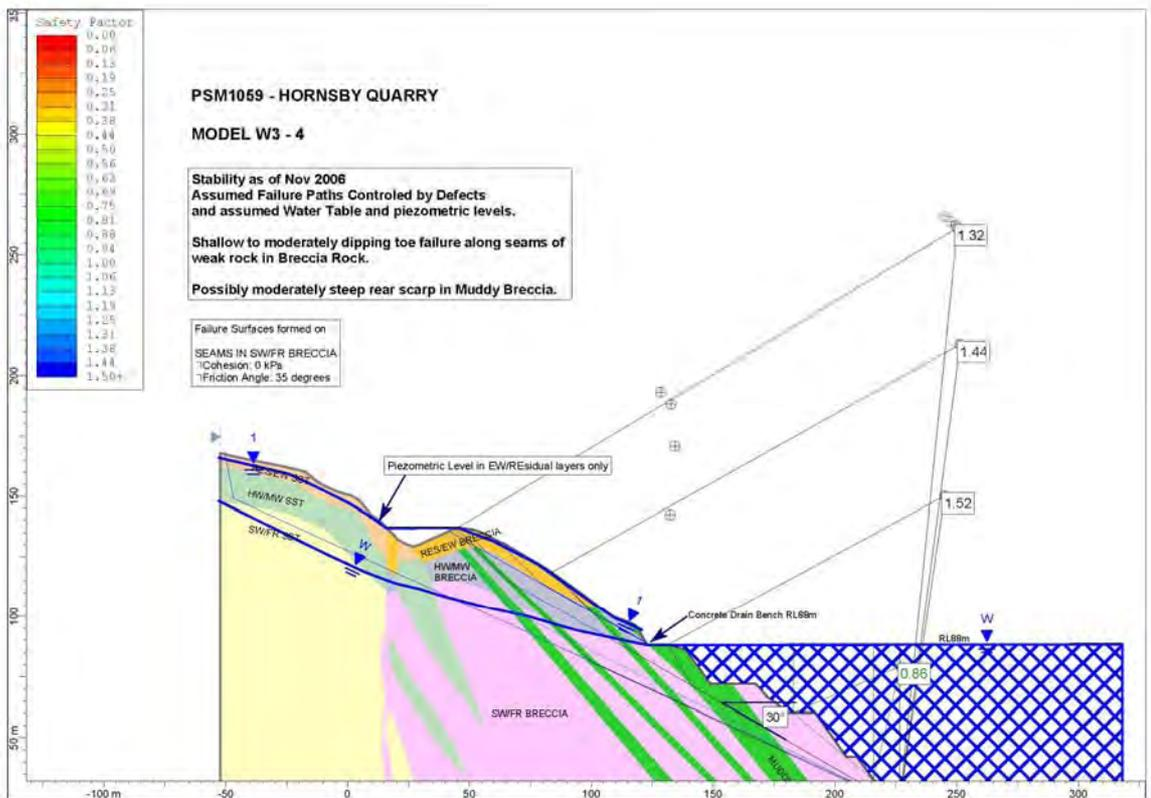 Safety Factor
0.00
0.06
0.13
0.19
0.25
0.31
0.38
0.44
0.50
0.56
0.63
0.69
0.75
0.81
0.88
0.94
1.00
1.06
1.13
1.19
1.25
1.31
1.38
1.44
1.50+
PSM1059 - HORNSBY QUARRY
MODEL W3 - 4
Stability as of Nov 2006
Assumed Failure Paths Controled by Defects
and assumed Water Table and piezometric levels.
Shallow to moderately dipping toe failure along seams of
weak rock in Breccia Rock.
Possibly moderately steep rear scarp in Muddy Breccia.
Failure Surfaces formed on
SEAMS IN SW/FR BRECCIA
Cohesion: 0 kPa
Friction Angle: 35 degrees
1.32
1.44
1.52
0.86
30°
1
Piezometric Level in EW/REsidual layers only
HW/MW SST
SW/FR SST
W
RES/EW BRECCIA
HW/MW
BRECCIA
1
Concrete Drain Bench RL88m
RL88m
W
SW/FR BRECCIA
300
250
200
150
100
50 m
-100 m
-50
0
50
100
150
200
250
300